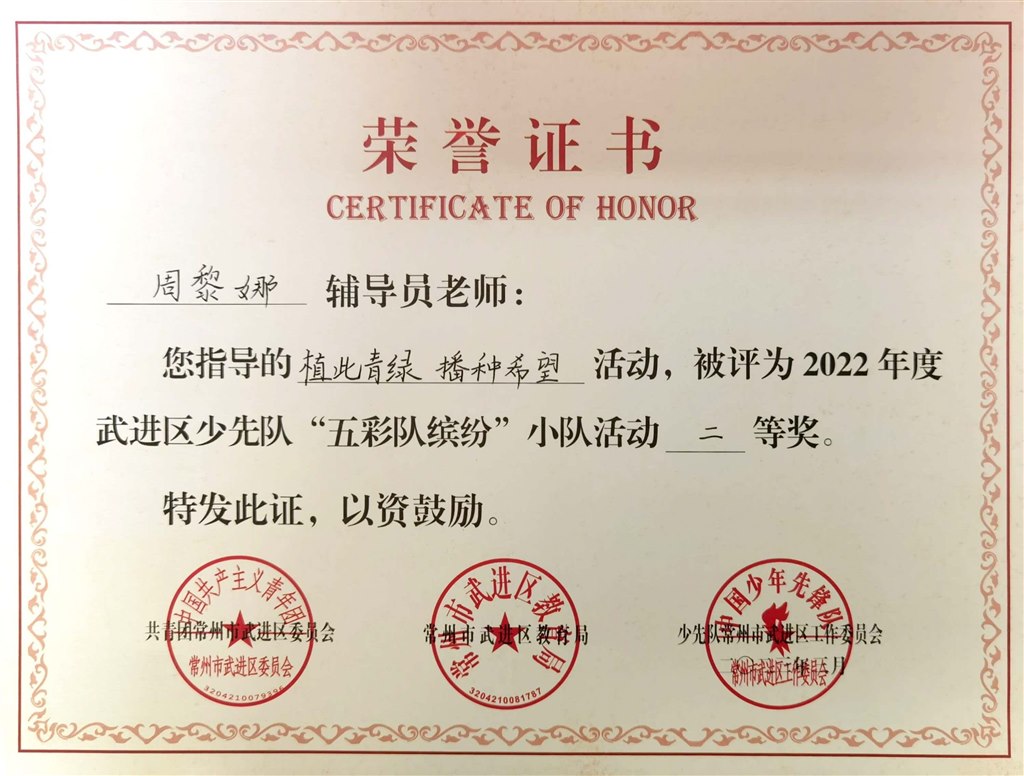 荣誉证书
CERTIFICATE OF HONOR
周黎娜 辅导员老师：
您指导的 植此青绿 播种希望 活动，被评为 2022 年度
武进区少先队“五彩队缤纷”小队活动 二 等奖。
特发此证，以资鼓励。
中国共产主义青年团
共青团常州市武进区委员会
常州市武进区委员会
常州市武进区教育局
常州市武进区教育局
3204210081787
中国少年先锋队
少先队常州市武进区工作委员会
常州市武进区工作委员会